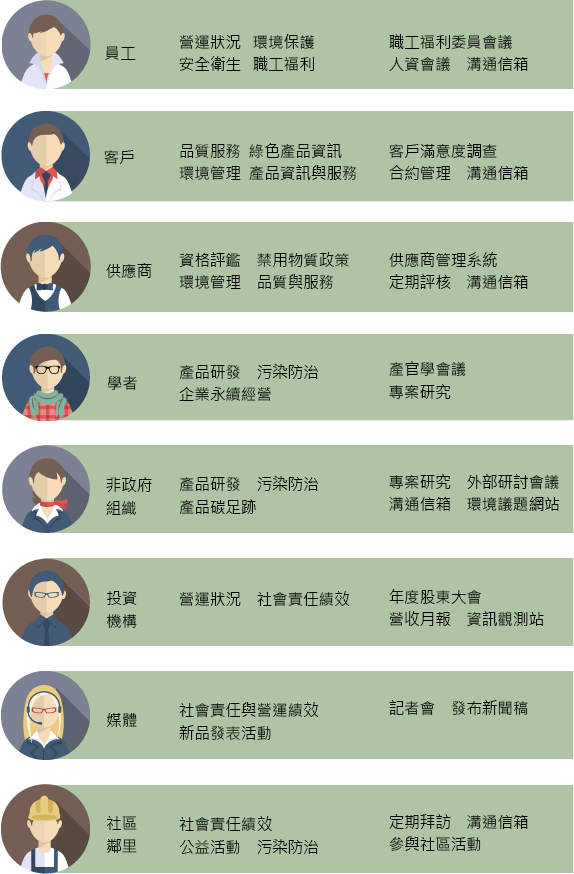 員工
營運狀況 環境保護
安全衛生 職工福利
職工福利委員會議
人資會議 溝通信箱
客戶
品質服務 綠色產品資訊
環境管理 產品資訊與服務
客戶滿意度調查
合約管理 溝通信箱
供應商
資格評鑑 禁用物質政策
環境管理 品質與服務
供應商管理系統
定期評核 溝通信箱
學者
產品研發 污染防治
企業永續經營
產官學會議
專案研究
非政府
組織
產品研發 污染防治
產品碳足跡
專案研究 外部研討會議
溝通信箱 環境議題網站
投資
機構
營運狀況 社會責任績效
年度股東大會
營收月報 資訊觀測站
媒體
社會責任與營運績效
新品發表活動
記者會 發布新聞稿
社區
鄰里
社會責任績效
公益活動 污染防治
定期拜訪 溝通信箱
參與社區活動